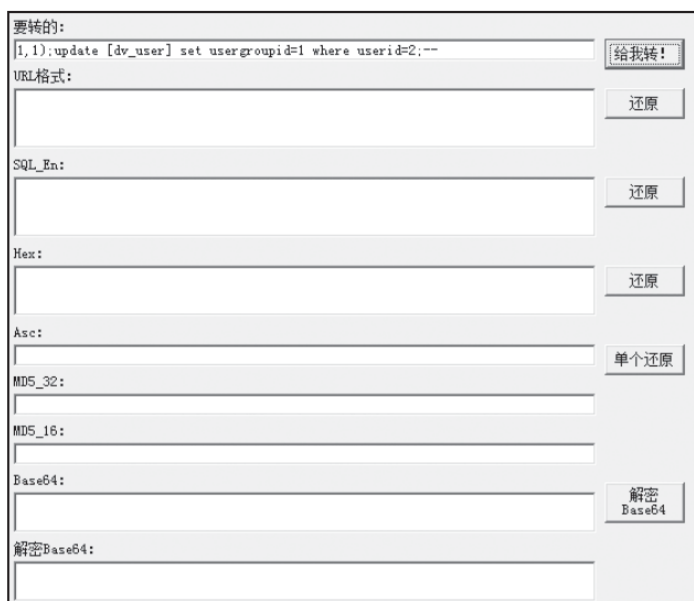 要转的:
1,1);update [dv_user] set usergroupid=1 where userid=2;--
给我转!
URL格式:
还原
SQL_En:
还原
Hex:
还原
Asc:
单个还原
MD5_32:
MD5_16:
Base64:
解密
Base64
解密Base64: